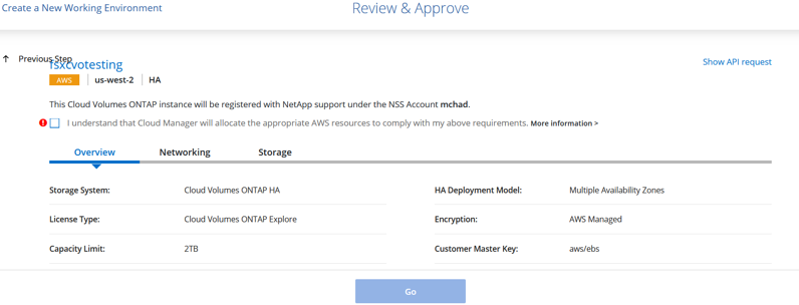 Create a New Working Environment
Review & Approve
↑ Previous Step
fsxcvotesting
Show API request
AWS | us-west-2 | HA
This Cloud Volumes ONTAP instance will be registered with NetApp support under the NSS Account mchad.
I understand that Cloud Manager will allocate the appropriate AWS resources to comply with my above requirements. More information >
Overview Networking Storage
Storage System: Cloud Volumes ONTAP HA HA Deployment Model: Multiple Availability Zones
License Type: Cloud Volumes ONTAP Explore Encryption: AWS Managed
Capacity Limit: 2TB Customer Master Key: aws/ebs
Go